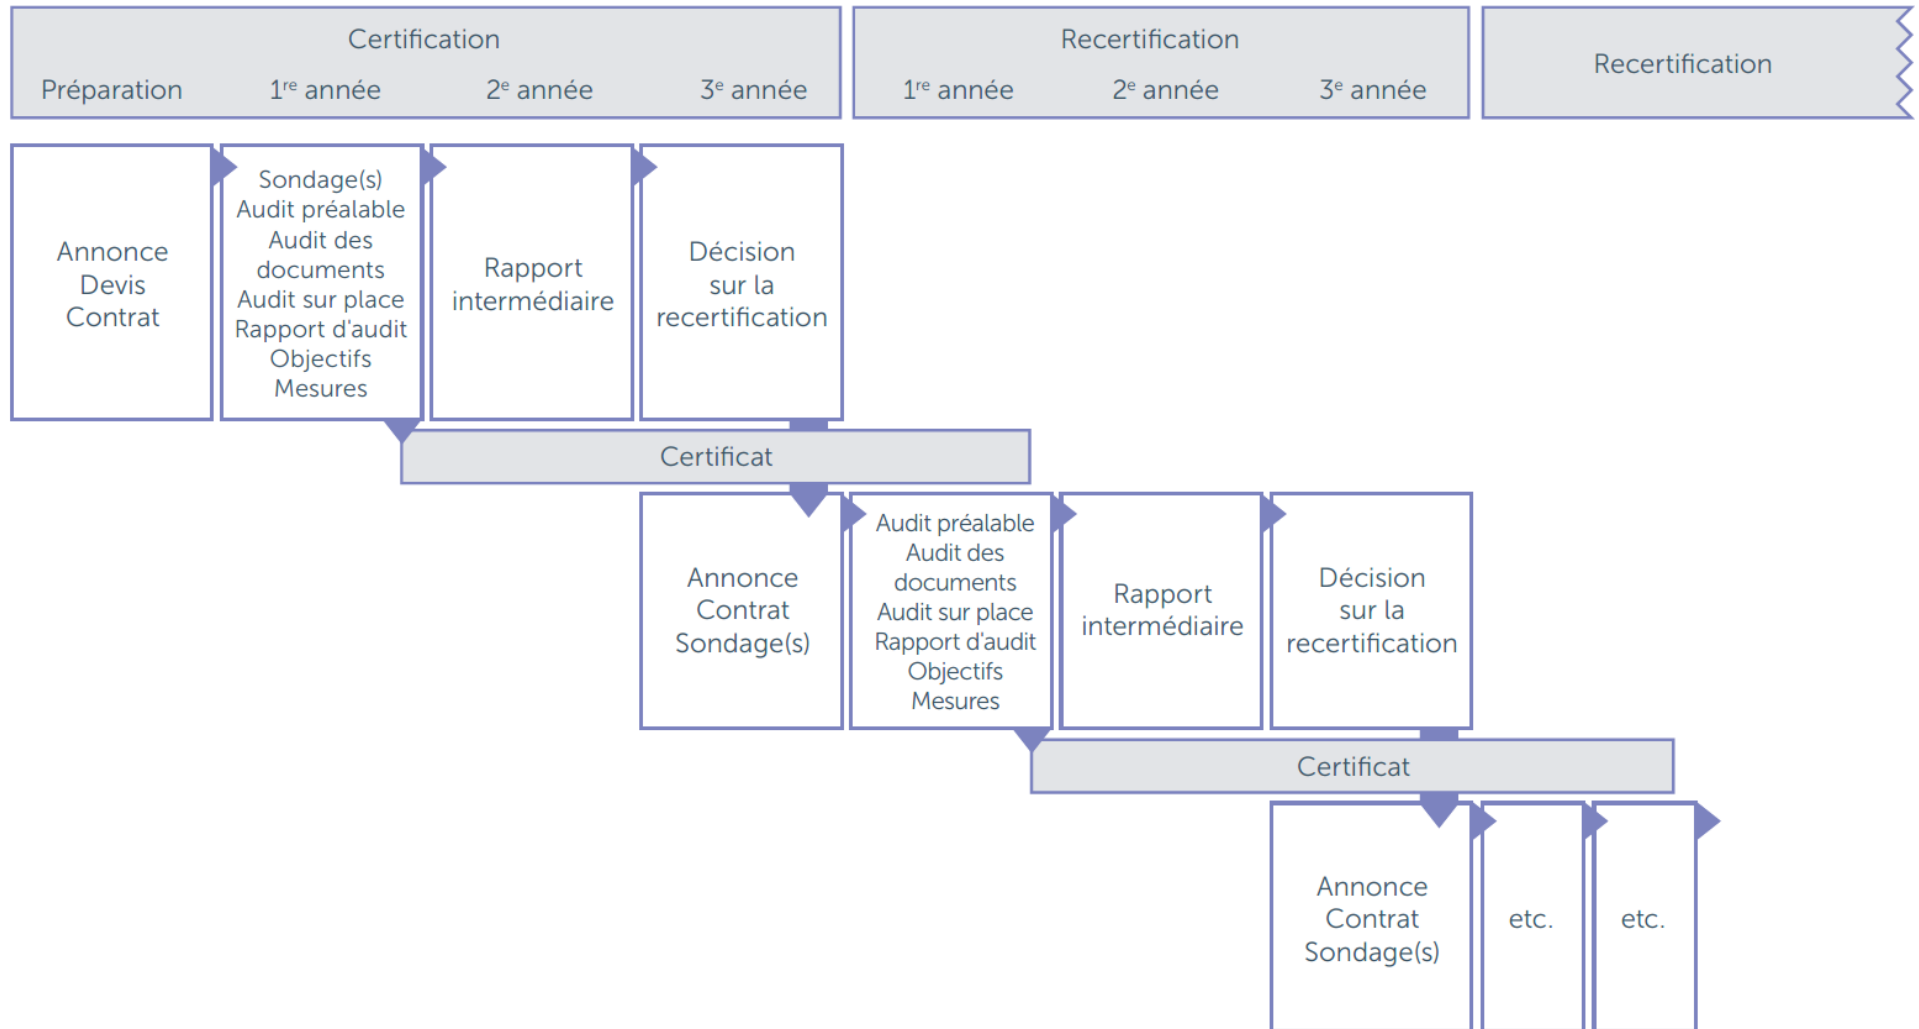 Certification
Préparation
1re année
2e année
3e année
Recertification
1re année
2e année
3e année
Recertification
Annonce
Devis
Contrat
Sondage(s)
Audit préalable
Audit des
documents
Audit sur place
Rapport d'audit
Objectifs
Mesures
Rapport
intermédiaire
Décision
sur la
recertification
Certificat
Annonce
Contrat
Sondage(s)
Audit préalable
Audit des
documents
Audit sur place
Rapport d'audit
Objectifs
Mesures
Rapport
intermédiaire
Décision
sur la
recertification
Certificat
Annonce
Contrat
Sondage(s)
etc.
etc.